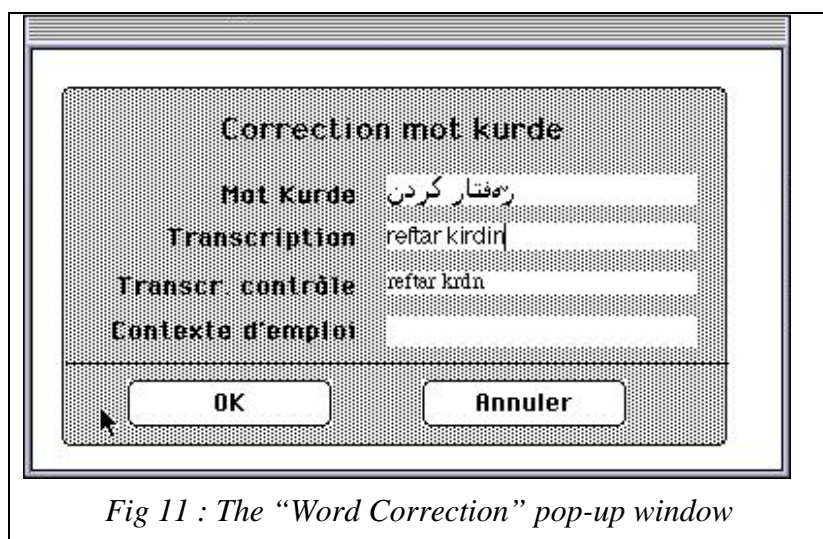 Correction mot kurde
Mot Kurde رەفتار کردن
Transcription reftar kirdin
Transcr. contrôle reftar krdn
Contexte d'emploi
OK Annuler
Fig 11 : The “Word Correction” pop-up window